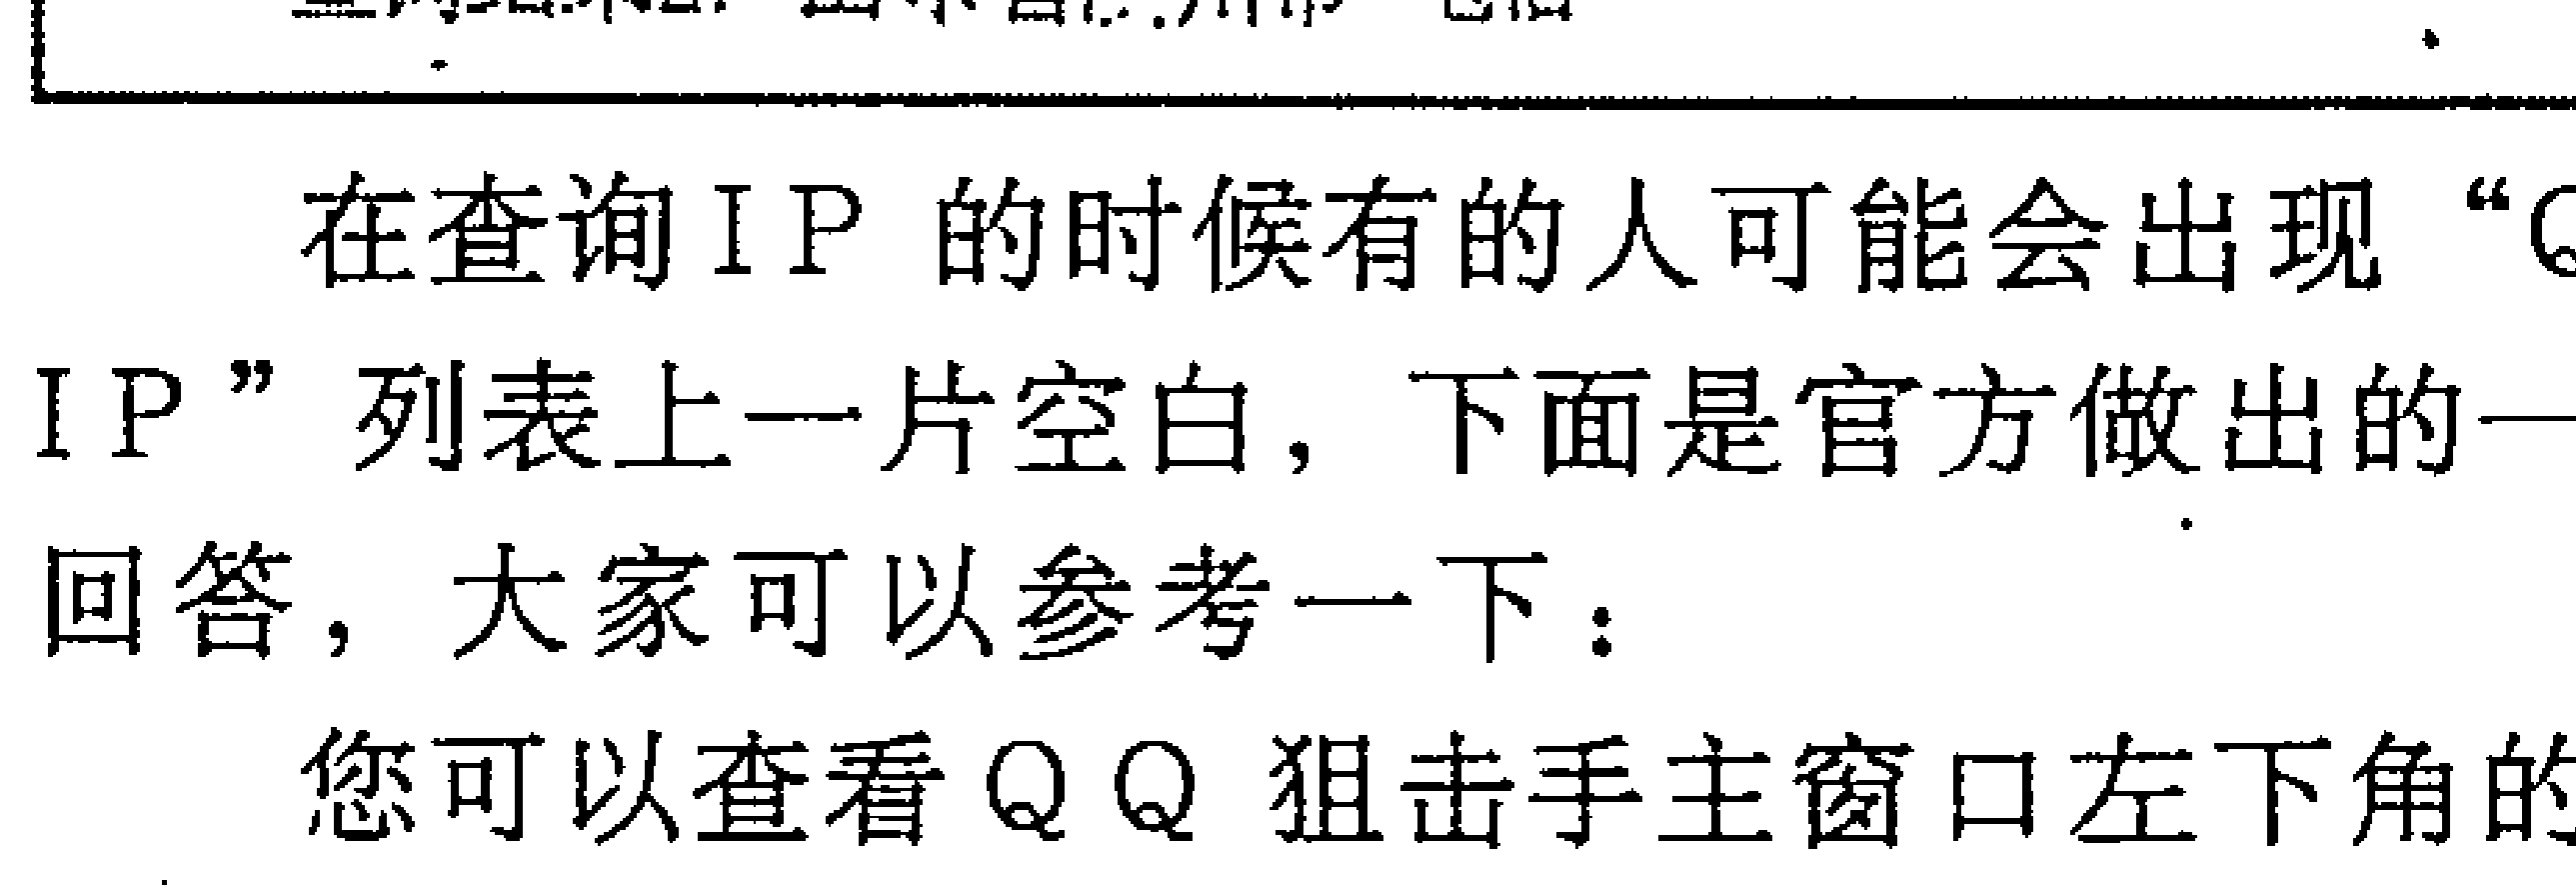 在查询IP 的时候有的人可能会出现“Q
IP”列表上一片空白，下面是官方做出的一
回答，大家可以参考一下：
您可以查看QQ 狙击手主窗口左下角的